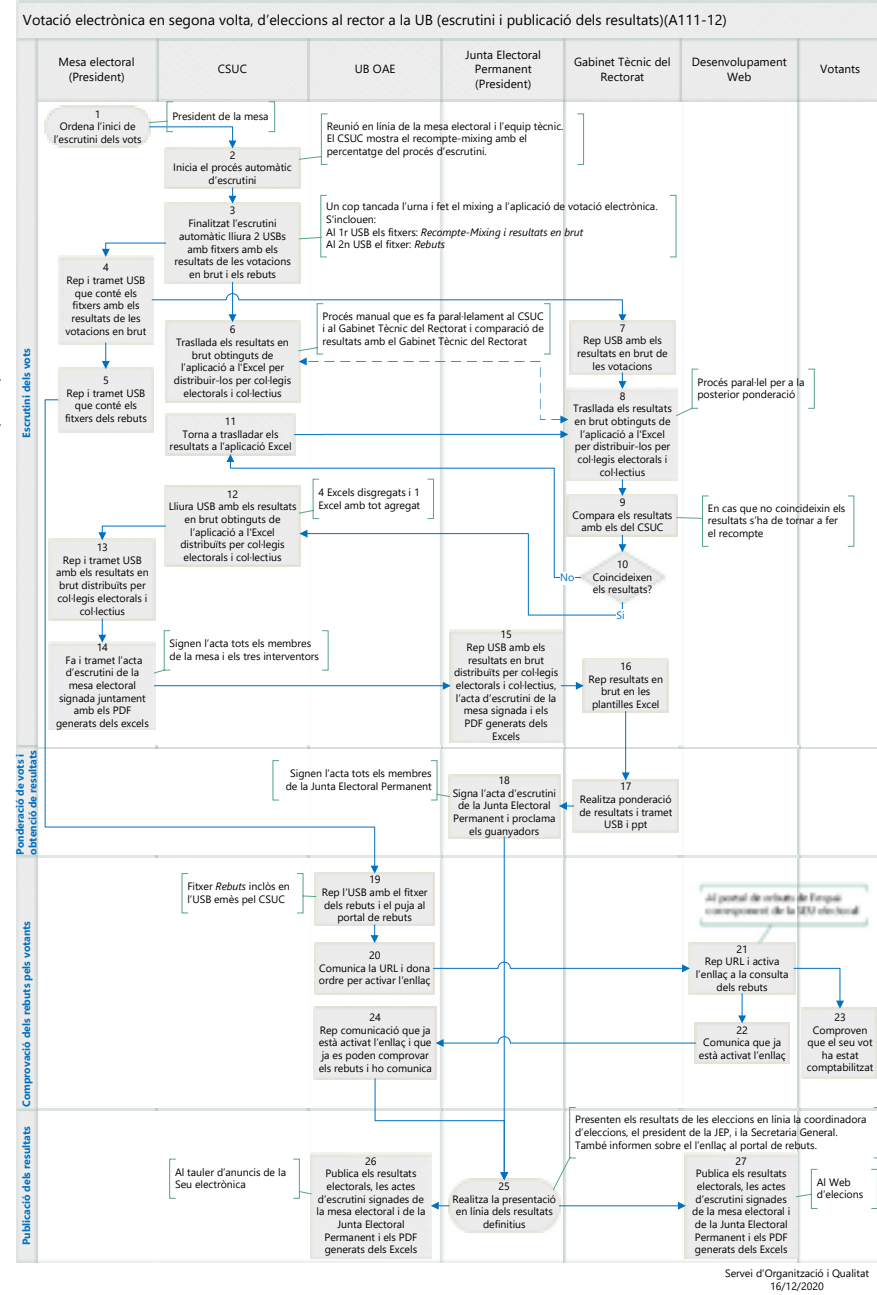 Votació electrònica en segona volta, d'eleccions al rector a la UB (escrutini i publicació dels resultats)(A111-12)
Mesa electoral
(President)
CSUC
UB OAE
Junta Electoral
Permanent
(President)
Gabinet Tècnic del
Rectorat
Desenvolupament
Web
Votants
Escrutini dels vots
1
Ordena l'inici de
l'escrutini dels vots
President de la mesa
2
Inicia el procés automàtic
d'escrutini
Reunió en línia de la mesa electoral i l'equip tècnic.
El CSUC mostra el recompte-mixing amb el
percentatge del procés d'escrutini.
3
Finalitzat l'escrutini
automàtic lliura 2 USBs
amb fitxers amb els
resultats de les votacions
en brut i els rebuts
Un cop tancada l'urna i fet el mixing a l'aplicació de votació electrònica.
S'inclouen:
Al 1r USB els fitxers: Recompte-Mixing i resultats en brut
Al 2n USB el fitxer: Rebuts
4
Rep i tramet USB
que conté els
fitxers amb els
resultats de les
votacions en brut
5
Rep i tramet USB
que conté els
fitxers dels rebuts
6
Trasllada els resultats en
brut obtinguts de
l'aplicació a l'Excel per
distribuir-los per col·legis
electorals i col·lectius
Procés manual que es fa paral·lelament al CSUC
i al Gabinet Tècnic del Rectorat i comparació de
resultats amb el Gabinet Tècnic del Rectorat
7
Rep USB amb els
resultats en brut de
les votacions
8
Trasllada els resultats
en brut obtinguts de
l'aplicació a l'Excel
per distribuir-los per
col·legis electorals i
col·lectius
Procés paral·lel per a la
posterior ponderació
11
Torna a traslladar els
resultats a l'aplicació Excel
9
Compara els resultats
amb els del CSUC
En cas que no coincideixin els
resultats s'ha de tornar a fer
el recompte
10
Coincideixen
els resultats?
No
Si
12
Lliura USB amb els resultats
en brut obtinguts de
l'aplicació a l'Excel
distribuïts per col·legis
electorals i col·lectius
4 Excels disgregats i 1
Excel amb tot agregat
13
Rep i tramet USB
amb els resultats en
brut distribuïts per
col·legis electorals i
col·lectius
14
Fa i tramet l'acta
d'escrutini de la
mesa electoral
signada juntament
amb els PDF
generats dels excels
Signen l'acta tots els membres
de la mesa i els tres interventors
15
Rep USB amb els
resultats en brut
distribuïts per col·legis
electorals i col·lectius,
l'acta d'escrutini de la
mesa signada i els
PDF generats dels
Excels
16
Rep resultats en
brut en les
plantilles Excel
Ponderació de vots i
obtenció de resultats
17
Realitza ponderació
de resultats i tramet
USB i ppt
18
Signa l'acta d'escrutini
de la Junta Electoral
Permanent i proclama
els guanyadors
Signen l'acta tots els membres
de la Junta Electoral Permanent
Comprovació dels rebuts pels votants
Fitxer Rebuts inclòs en
l'USB emès pel CSUC
19
Rep l'USB amb el fitxer
dels rebuts i el puja al
portal de rebuts
Al portal de rebuts de l'espai
corresponent de la SEU electoral
20
Comunica la URL i dona
ordre per activar l'enllaç
21
Rep URL i activa
l'enllaç a la consulta
dels rebuts
22
Comunica que ja
està activat l'enllaç
23
Comproven
que el seu vot
ha estat
comptabilitzat
24
Rep comunicació que ja
està activat l'enllaç i que
ja es poden comprovar
els rebuts i ho comunica
Publicació dels resultats
Presenten els resultats de les eleccions en línia la coordinadora
d'eleccions, el president de la JEP, i la Secretaria General.
També informen sobre el l'enllaç al portal de rebuts.
25
Realitza la presentació
en línia dels resultats
definitius
Al tauler d'anuncis de la
Seu electrònica
26
Publica els resultats
electorals, les actes
d'escrutini signades de
la mesa electoral i de la
Junta Electoral
Permanent i els PDF
generats dels Excels
27
Publica els resultats
electorals, les actes
d'escrutini signades
de la mesa electoral i
de la Junta Electoral
Permanent i els PDF
generats dels Excels
Al Web
d'elecions
Servei d'Organització i Qualitat
16/12/2020